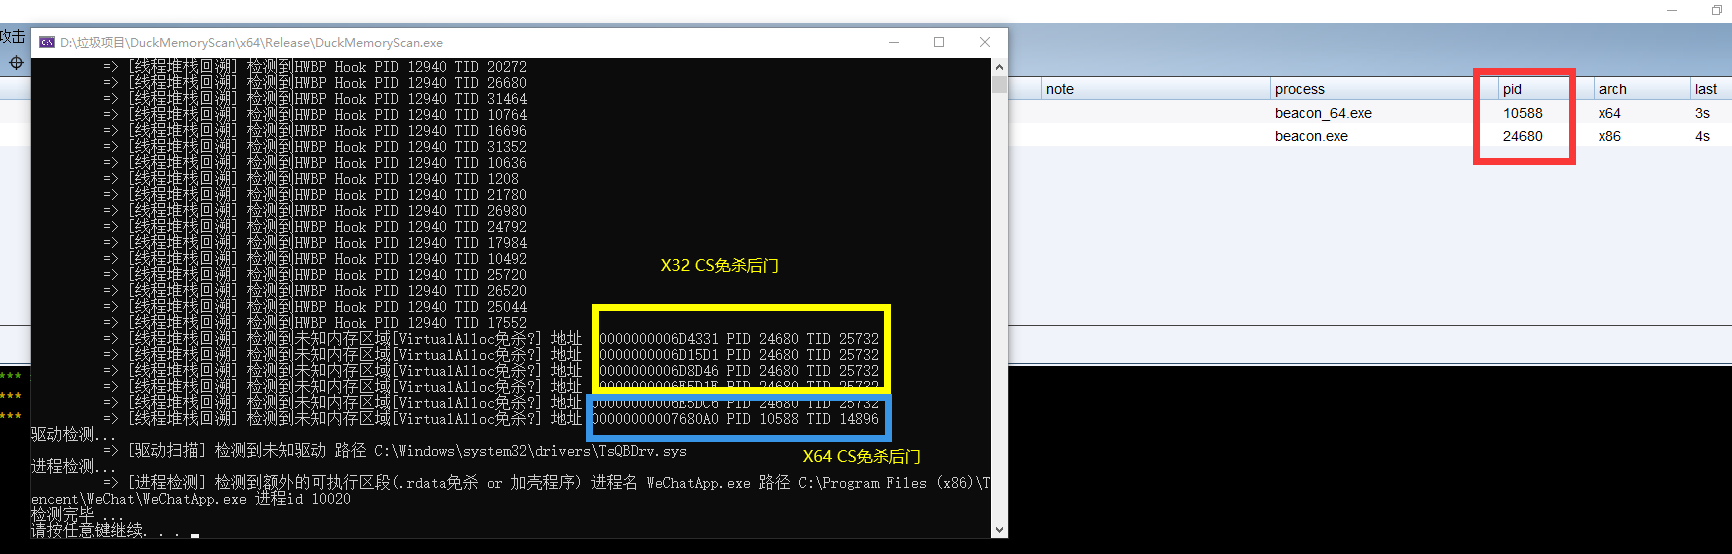 攻击
D:\垃圾项目\DuckMemoryScan\x64\Release\DuckMemoryScan.exe
=> [线程堆栈回溯] 检测到HWBP Hook PID 12940 TID 20272
=> [线程堆栈回溯] 检测到HWBP Hook PID 12940 TID 26680
=> [线程堆栈回溯] 检测到HWBP Hook PID 12940 TID 31464
=> [线程堆栈回溯] 检测到HWBP Hook PID 12940 TID 10764
=> [线程堆栈回溯] 检测到HWBP Hook PID 12940 TID 16696
=> [线程堆栈回溯] 检测到HWBP Hook PID 12940 TID 31352
=> [线程堆栈回溯] 检测到HWBP Hook PID 12940 TID 10636
=> [线程堆栈回溯] 检测到HWBP Hook PID 12940 TID 1208
=> [线程堆栈回溯] 检测到HWBP Hook PID 12940 TID 21780
=> [线程堆栈回溯] 检测到HWBP Hook PID 12940 TID 26980
=> [线程堆栈回溯] 检测到HWBP Hook PID 12940 TID 24792
=> [线程堆栈回溯] 检测到HWBP Hook PID 12940 TID 17984
=> [线程堆栈回溯] 检测到HWBP Hook PID 12940 TID 10492
=> [线程堆栈回溯] 检测到HWBP Hook PID 12940 TID 25720
=> [线程堆栈回溯] 检测到HWBP Hook PID 12940 TID 26520
=> [线程堆栈回溯] 检测到HWBP Hook PID 12940 TID 25044
=> [线程堆栈回溯] 检测到HWBP Hook PID 12940 TID 17552
X32 CS免杀后门
=> [线程堆栈回溯] 检测到未知内存区域[VirtualAlloc免杀?] 地址 00000000006D4331 PID 24680 TID 25732
=> [线程堆栈回溯] 检测到未知内存区域[VirtualAlloc免杀?] 地址 00000000006D15D1 PID 24680 TID 25732
=> [线程堆栈回溯] 检测到未知内存区域[VirtualAlloc免杀?] 地址 00000000006D8D46 PID 24680 TID 25732
=> [线程堆栈回溯] 检测到未知内存区域[VirtualAlloc免杀?] 地址 PID 24680 TID 25732
=> [线程堆栈回溯] 检测到未知内存区域[VirtualAlloc免杀?] 地址 00000000006E5DC6 PID 24680 TID 25732
=> [线程堆栈回溯] 检测到未知内存区域[VirtualAlloc免杀?] 地址 00000000007680A0 PID 10588 TID 14896
驱动检测...
=> [驱动扫描] 检测到未知驱动 路径 C:\Windows\system32\drivers\TsQBDrv.sys
X64 CS免杀后门
进程检测...
=> [进程检测] 检测到额外的可执行区段(.rdata免杀 or 加壳程序) 进程名 WeChatApp.exe 路径 C:\Program Files (x86)\T
encent\WeChat\WeChatApp.exe 进程id 10020
检测完毕 ...
请按任意键继续. . .
note process pid arch last
beacon_64.exe 10588 x64 3s
beacon.exe 24680 x86 4s
***
***
***